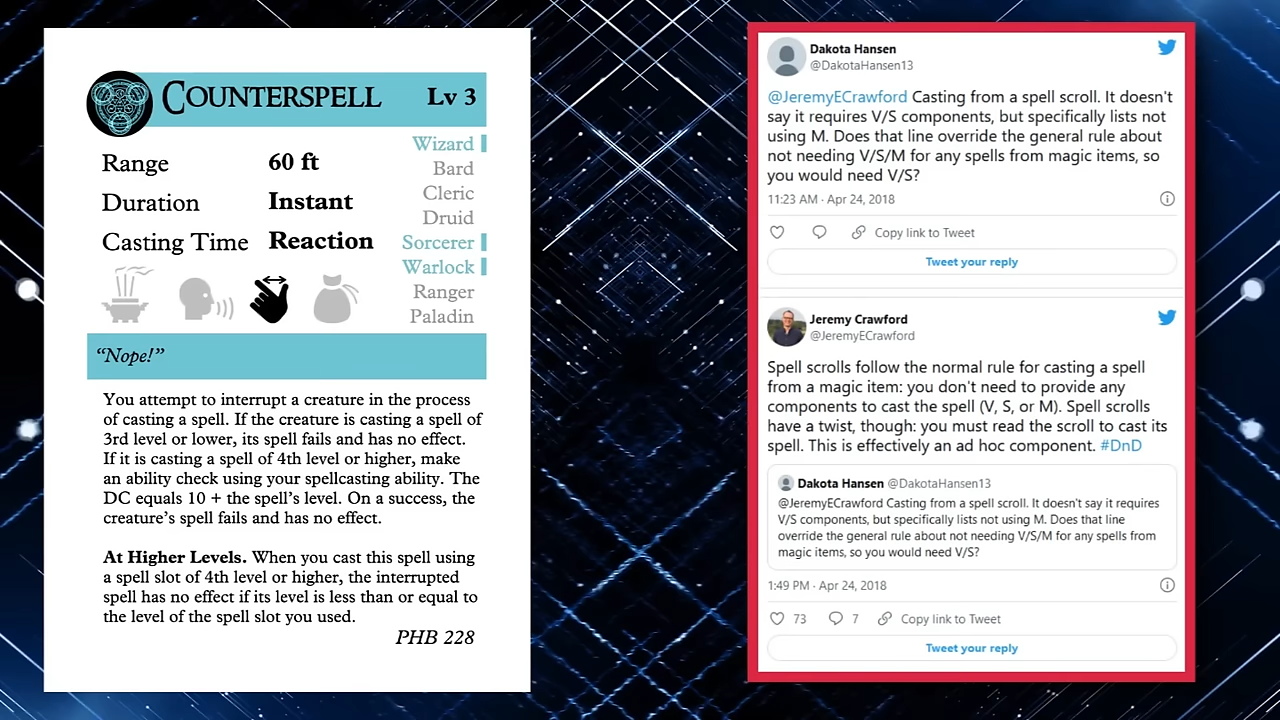 COUNTERSPELL Lv 3
Range 60 ft
Duration Instant
Casting Time Reaction
Wizard
Bard
Cleric
Druid
Sorcerer
Warlock
Ranger
Paladin
“Nope!”
You attempt to interrupt a creature in the process
of casting a spell. If the creature is casting a spell of
3rd level or lower, its spell fails and has no effect.
If it is casting a spell of 4th level or higher, make
an ability check using your spellcasting ability. The
DC equals 10 + the spell’s level. On a success, the
creature’s spell fails and has no effect.
At Higher Levels. When you cast this spell using
a spell slot of 4th level or higher, the interrupted
spell has no effect if its level is less than or equal to
the level of the spell slot you used.
PHB 228
Dakota Hansen
@DakotaHansen13
@JeremyECrawford Casting from a spell scroll. It doesn't
say it requires V/S components, but specifically lists not
using M. Does that line override the general rule about
not needing V/S/M for any spells from magic items, so
you would need V/S?
11:23 AM · Apr 24, 2018
Copy link to Tweet
Tweet your reply
Jeremy Crawford
@JeremyECrawford
Spell scrolls follow the normal rule for casting a spell
from a magic item: you don't need to provide any
components to cast the spell (V, S, or M). Spell scrolls
have a twist, though: you must read the scroll to cast its
spell. This is effectively an ad hoc component. #DnD
Dakota Hansen @DakotaHansen13
@JeremyECrawford Casting from a spell scroll. It doesn't say it requires
V/S components, but specifically lists not using M. Does that line
override the general rule about not needing V/S/M for any spells from
magic items, so you would need V/S?
1:49 PM · Apr 24, 2018
73 7 Copy link to Tweet
Tweet your reply